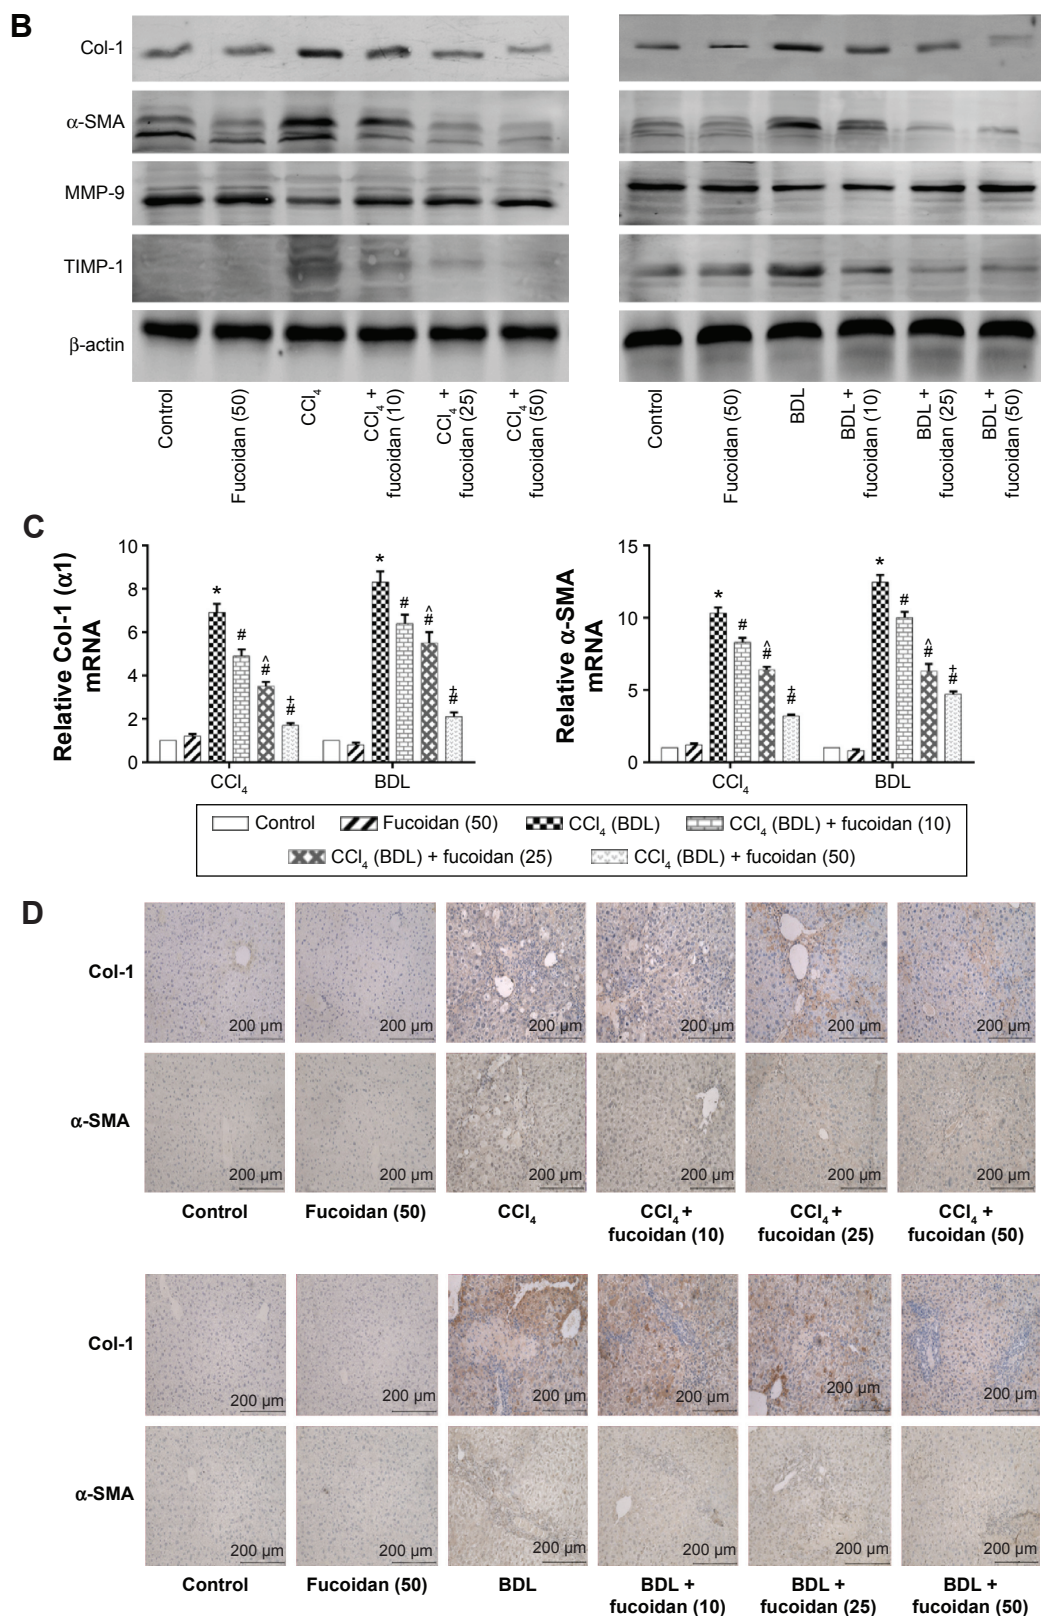 B
Col-1
α-SMA
MMP-9
TIMP-1
β-actin
Control
Fucoidan (50)
CCl₄
CCl₄ +
fucoidan (10)
CCl₄ +
fucoidan (25)
CCl₄ +
fucoidan (50)
Control
Fucoidan (50)
BDL
BDL +
fucoidan (10)
BDL +
fucoidan (25)
BDL +
fucoidan (50)
C
Relative Col-1 (α1)
mRNA
10
8
6
4
2
0
*
#
^
#
‡
#
*
#
^
#
‡
#
CCl₄
BDL
Relative α-SMA
mRNA
15
10
5
0
*
#
^
#
‡
#
*
#
^
#
‡
#
CCl₄
BDL
Control
Fucoidan (50)
CCl₄ (BDL)
CCl₄ (BDL) + fucoidan (10)
CCl₄ (BDL) + fucoidan (25)
CCl₄ (BDL) + fucoidan (50)
D
Col-1
200 µm 200 µm 200 µm 200 µm 200 µm 200 µm
α-SMA
200 µm 200 µm 200 µm 200 µm 200 µm 200 µm
Control
Fucoidan (50)
CCl₄
CCl₄ +
fucoidan (10)
CCl₄ +
fucoidan (25)
CCl₄ +
fucoidan (50)
Col-1
200 µm 200 µm 200 µm 200 µm 200 µm 200 µm
α-SMA
200 µm 200 µm 200 µm 200 µm 200 µm 200 µm
Control
Fucoidan (50)
BDL
BDL +
fucoidan (10)
BDL +
fucoidan (25)
BDL +
fucoidan (50)